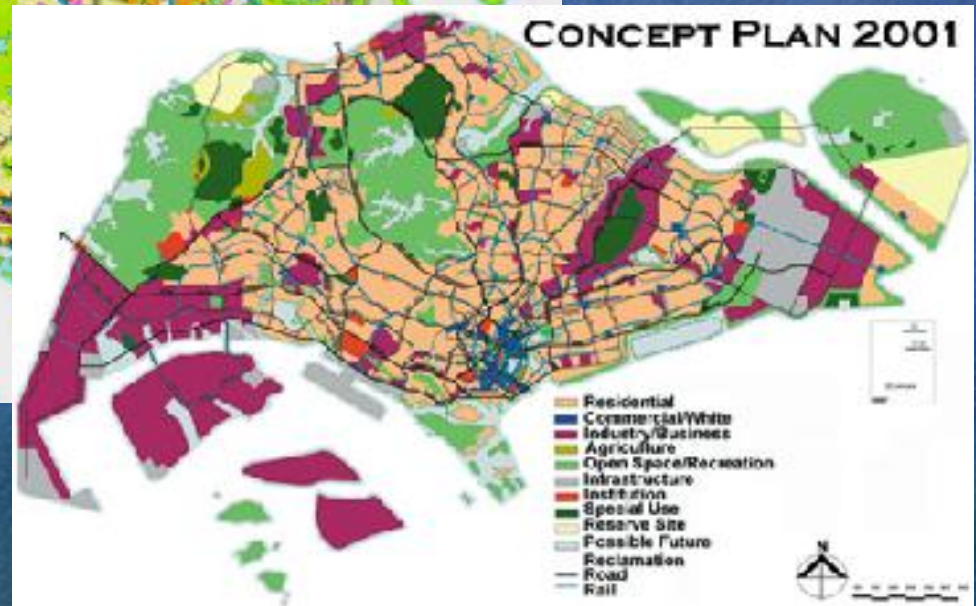 CONCEPT PLAN 2001
Residential
Commercial/White
Industry/Business
Agriculture
Open Space/Recreation
Infrastructure
Institution
Special Use
Reserve Site
Possible Future
Reclamation
Road
Rail
N